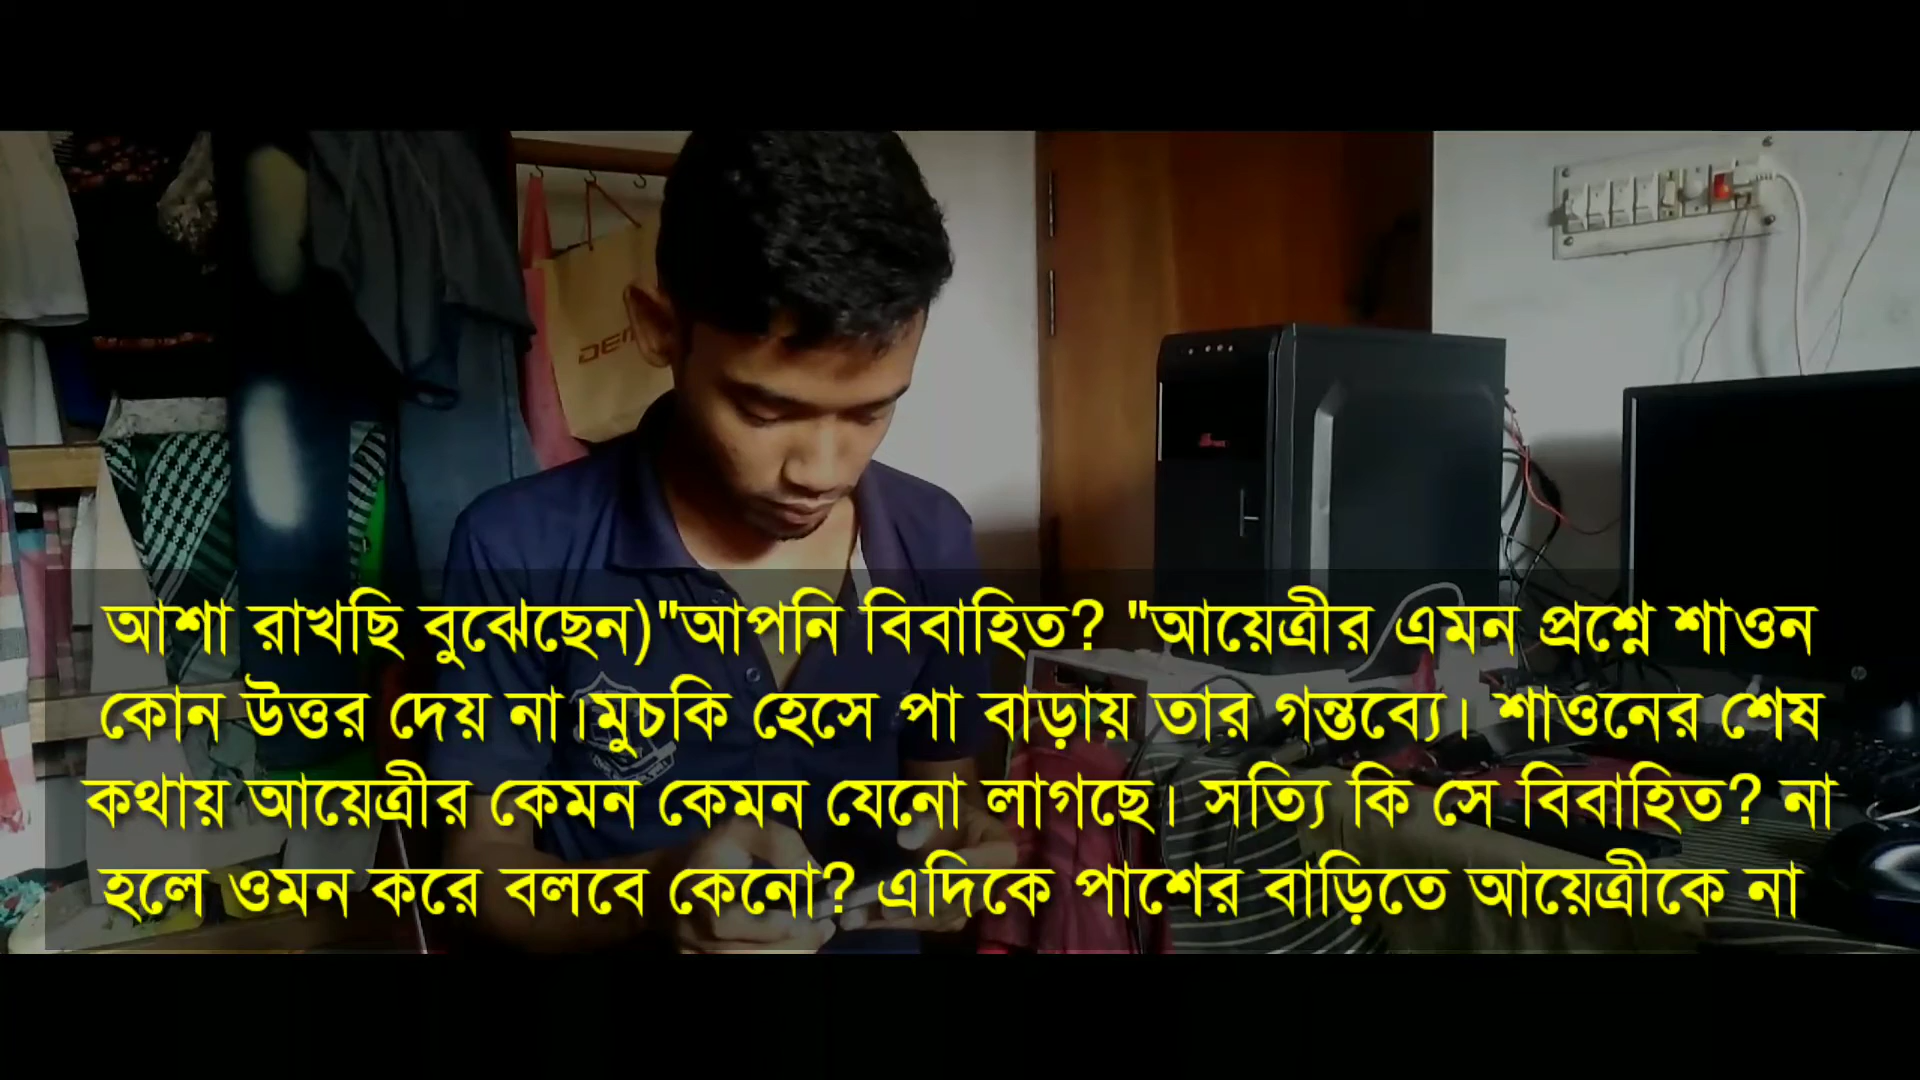 DEM
আশা রাখছি বুঝেছেন)"আপনি বিবাহিত? "আয়েত্রীর এমন প্রশ্নে শাওন
কোন উত্তর দেয় না।মুচকি হেসে পা বাড়ায় তার গন্তব্যে। শাওনের শেষ
কথায় আয়েত্রীর কেমন কেমন যেনো লাগছে। সত্যি কি সে বিবাহিত? না
হলে ওমন করে বলবে কেনো? এদিকে পাশের বাড়িতে আয়েত্রীকে না